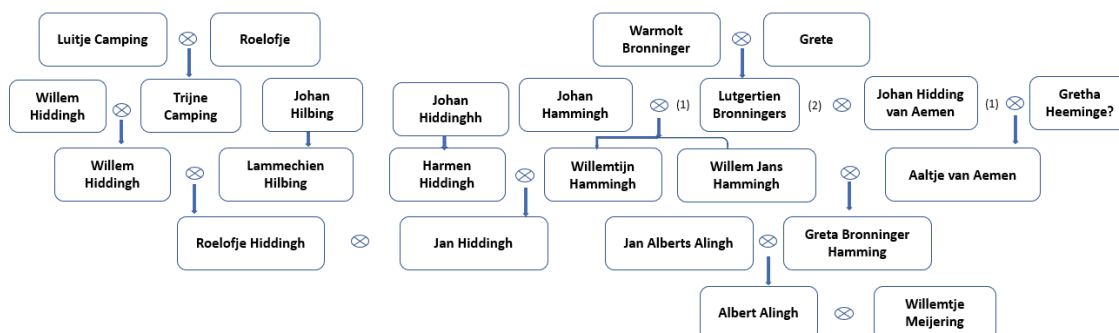 Luitje Camping
Roelofje
Warmolt
Bronninger
Grete
Willem
Hiddingh
Trijne
Camping
Johan
Hilbing
Johan
Hiddinghh
Johan
Hammingh
(1)
Lutgertien
Bronningers
(2)
Johan Hidding
van Aemen
(1)
Gretha
Heeminge?
Willem
Hiddingh
Lammechien
Hilbing
Harmen
Hiddingh
Willemtijn
Hammingh
Willem Jans
Hammingh
Aaltje van Aemen
Roelofje Hiddingh
Jan Hiddingh
Jan Alberts Alingh
Greta Bronninger
Hamming
Albert Alingh
Willemtje
Meijering